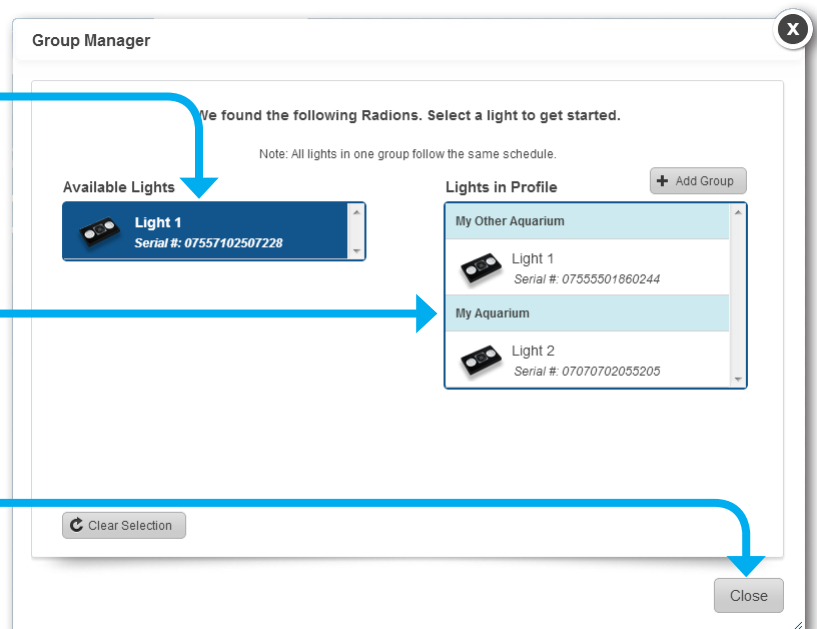 Group Manager
X
We found the following Radions. Select a light to get started.
Note: All lights in one group follow the same schedule.
Available Lights
Light 1
Serial #: 07557102507228
Lights in Profile
Add Group
My Other Aquarium
Light 1
Serial #: 07555501860244
My Aquarium
Light 2
Serial #: 07070702055205
Clear Selection
Close